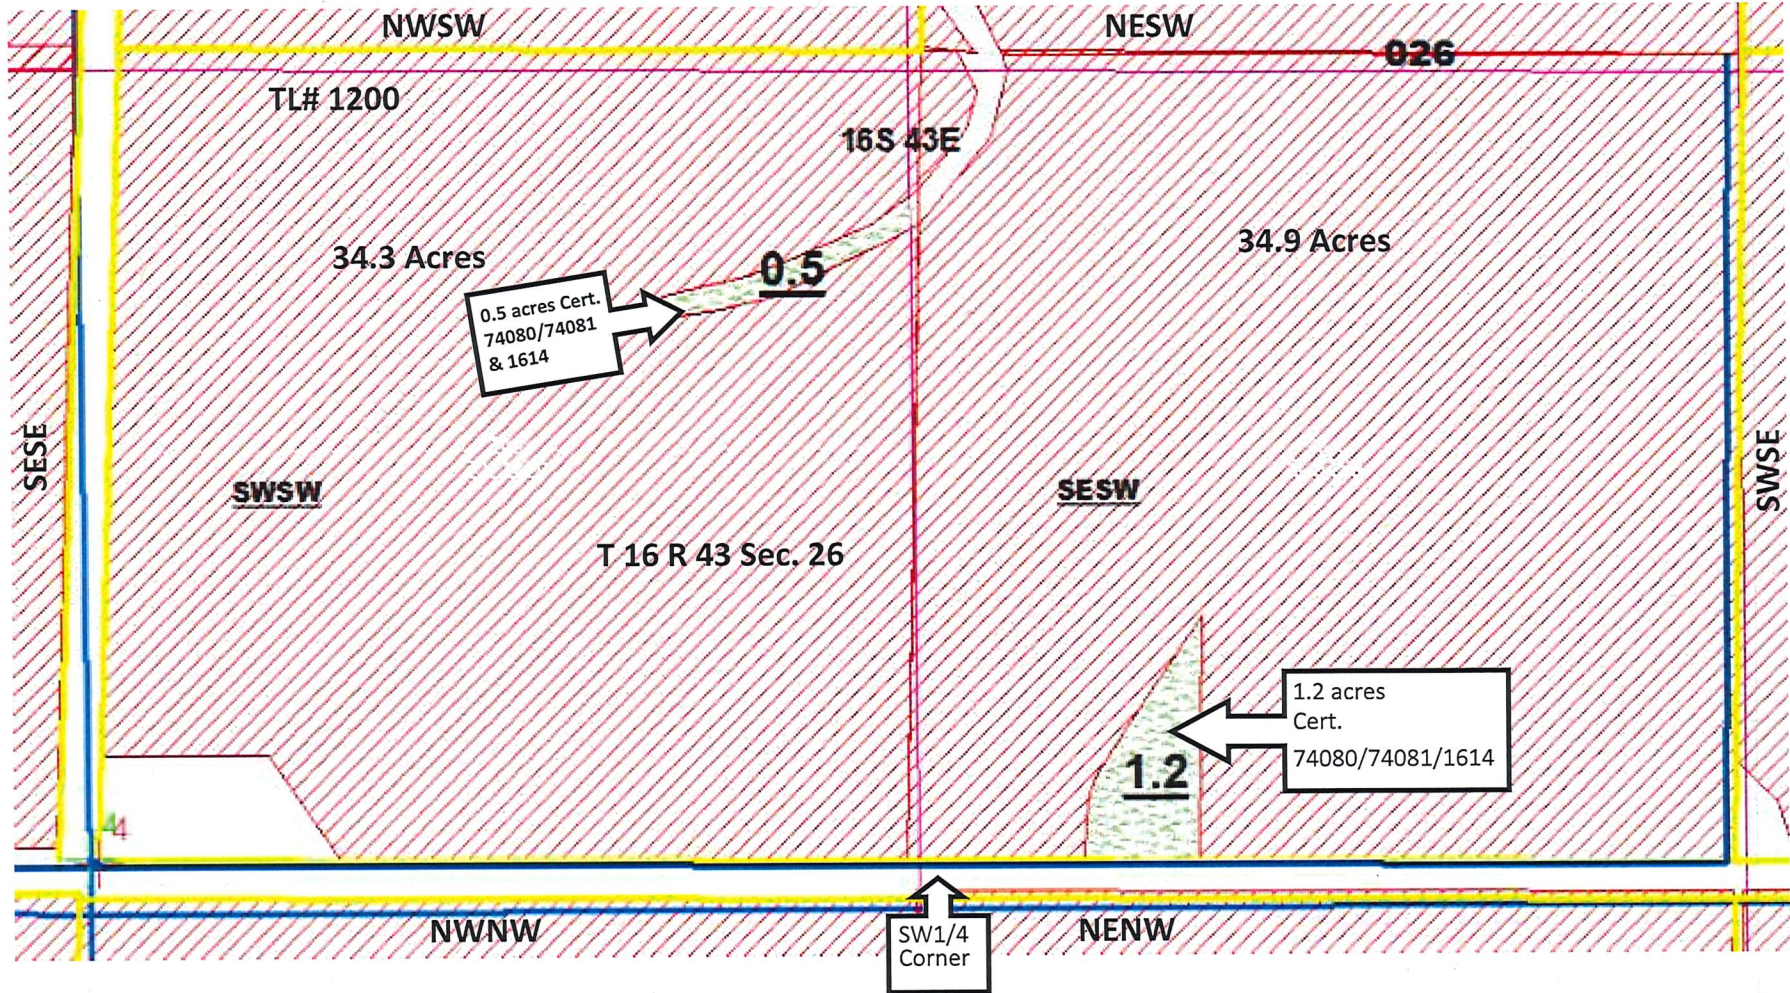 NWSW
NESW
026
TL# 1200
16S 43E
34.3 Acres
34.9 Acres
0.5
0.5 acres Cert.
74080/74081
& 1614
SESE
SWSE
SWSW
SESW
T 16 R 43 Sec. 26
1.2 acres
Cert.
74080/74081/1614
1.2
44
NWNW
NENW
SW1/4
Corner